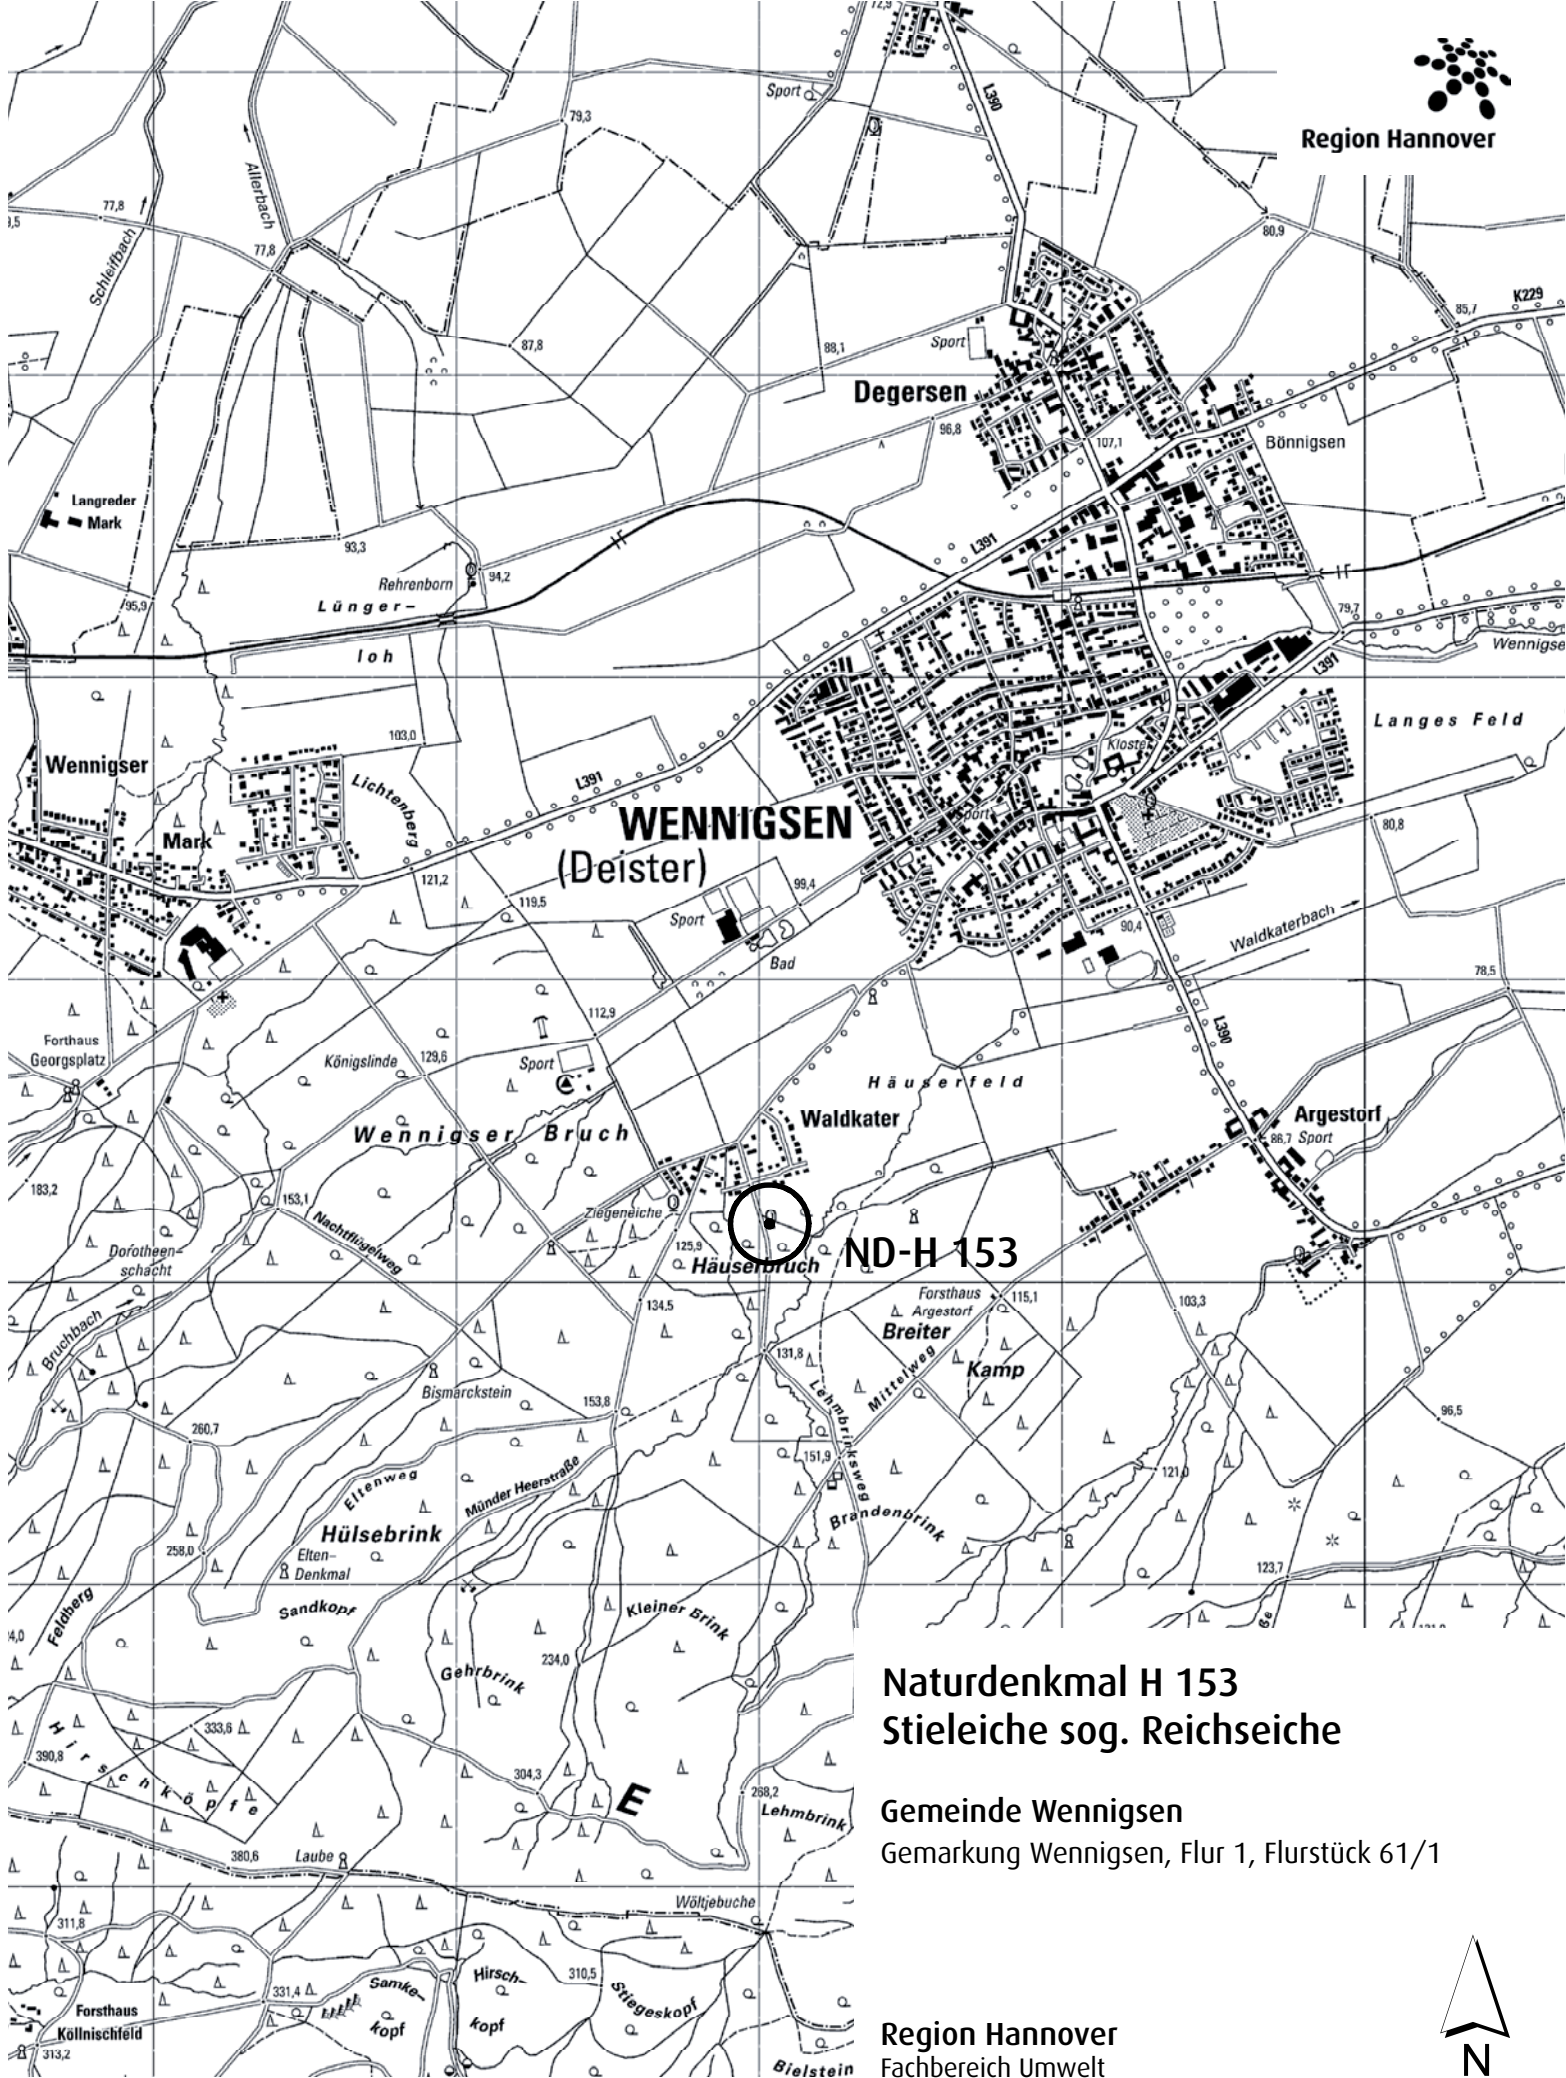 72,9
Sport
L390
Region Hannover
79,3
Allerbach
77,8
80,9
77,8
Schleifbach
K229
85,7
87,8
88,1
Sport
Degersen
96,8
107,1
Bönnigsen
Langreder
Mark
93,3
L391
Rehrenborn
94,2
Lünger-
loh
95,9
79,7
Wennigse
L391
Langes Feld
103,0
Kloster
Wennigser
Mark
Lichtenberg
L391
WENNIGSEN
(Deister)
Sport
80,8
121,2
119,5
99,4
Sport
Bad
90,4
Waldkaterbach
78,5
112,9
L390
Forthaus
Georgsplatz
Königslinde
129,6
Sport
Häuserfeld
Waldkater
Argestorf
86,7
Sport
Wennigser Bruch
183,2
153,1
Nachtflügelweg
Ziegeneiche
125,9
Häuserbruch
ND-H 153
Dorotheen-
schacht
Forsthaus
Argestorf
115,1
103,3
134,5
Bruchbach
Breiter
Kamp
131,8
Mittelweg
Lehmbrinksweg
Bismarckstein
153,8
96,5
260,7
151,9
121,0
Eltenweg
Münder Heerstraße
Hülsebrink
Brandenbrink
258,0
Elten-
Denkmal
123,7
Feldberg
Sandkopf
Kleiner Brink
234,0
Gehrbrink
Naturdenkmal H 153
Stieleiche sog. Reichseiche
333,6
390,8
Hirschköpfe
304,3
E
268,2
Lehmbrink
Gemeinde Wennigsen
Gemarkung Wennigsen, Flur 1, Flurstück 61/1
380,6
Laube
Wöltjebuche
311,8
Hirsch-
kopf
310,5
Stiegeskopf
331,4
Samke-
kopf
Forsthaus
Köllnischfeld
313,2
Bielstein
Region Hannover
Fachbereich Umwelt
N